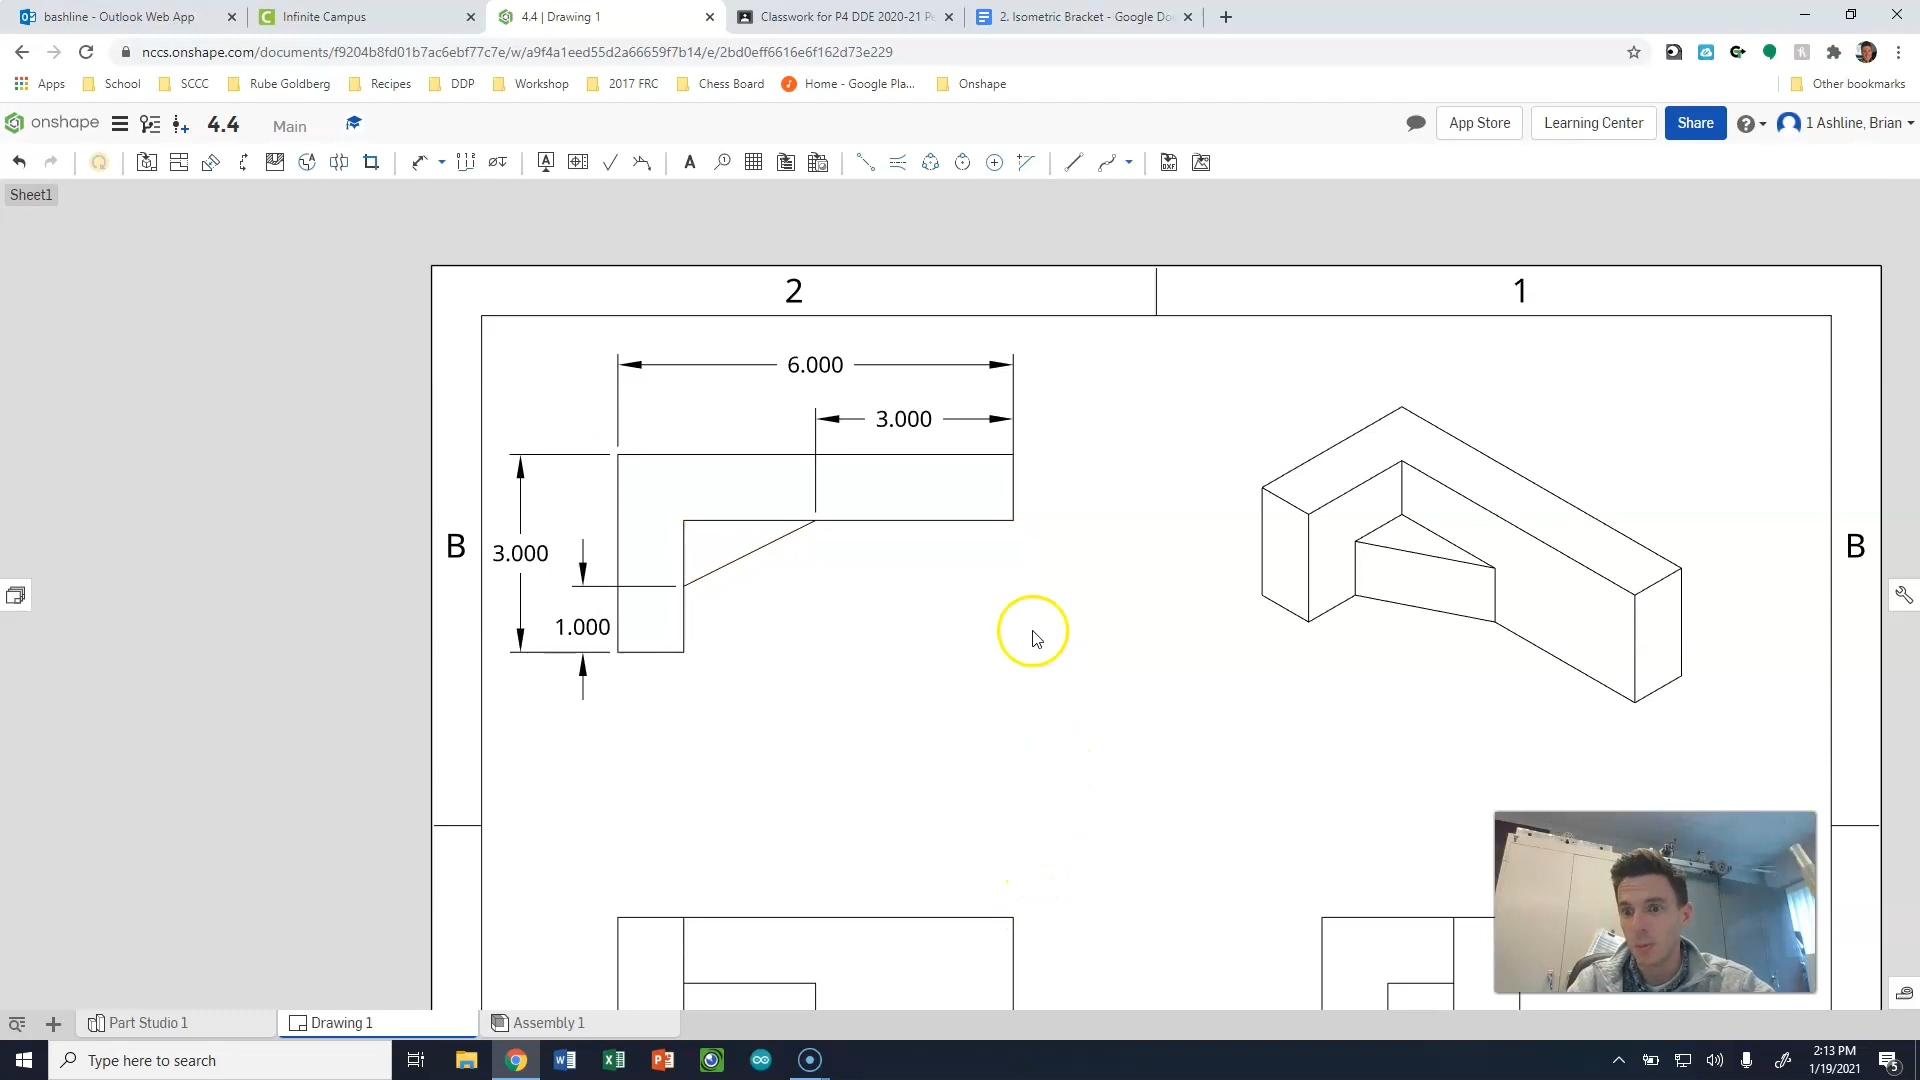 bashline - Outlook Web App
Infinite Campus
4.4 | Drawing 1
Classwork for P4 DDE 2020-21 Pe
2. Isometric Bracket - Google Do
nccs.onshape.com/documents/f9204b8fd01b7ac6ebf77c7e/w/a9f4a1eed55d2a66659f7b14/e/2bd0eff6616e6f162d73e229
Apps School SCCC Rube Goldberg Recipes DDP Workshop 2017 FRC Chess Board Home - Google Pla... Onshape Other bookmarks
onshape 4.4 Main App Store Learning Center Share 1 Ashline, Brian
Sheet1
2 1
6.000
3.000
B 3.000 B
1.000
Part Studio 1 Drawing 1 Assembly 1
Type here to search
2:13 PM
1/19/2021
5